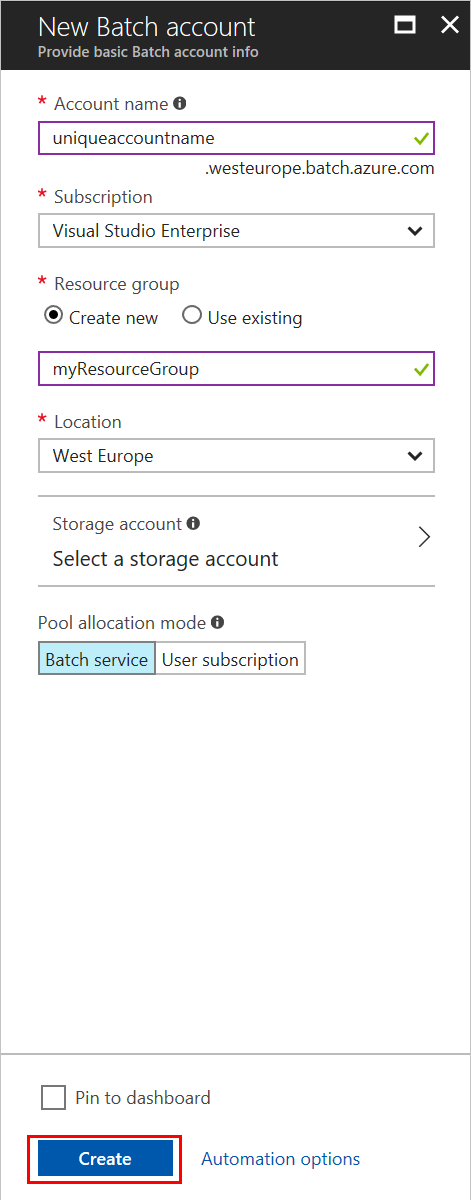 New Batch account
Provide basic Batch account info
* Account name
uniqueaccountname
.westeurope.batch.azure.com
* Subscription
Visual Studio Enterprise
* Resource group
Create new Use existing
myResourceGroup
* Location
West Europe
Storage account
Select a storage account
Pool allocation mode
Batch service User subscription
Pin to dashboard
Create Automation options